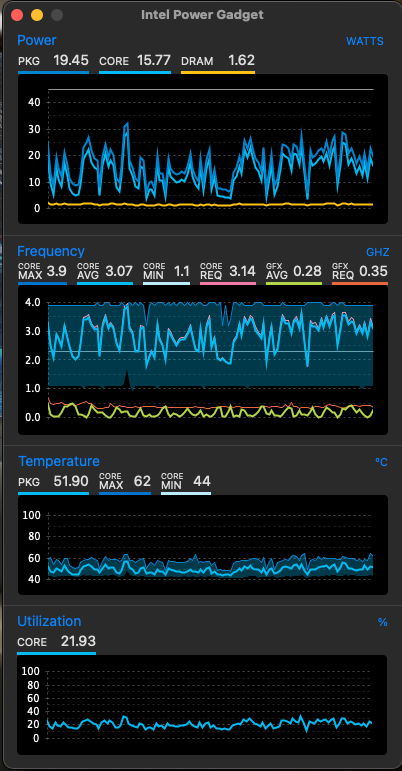 Intel Power Gadget
Power WATTS
PKG 19.45 CORE 15.77 DRAM 1.62
40
30
20
10
0
Frequency GHZ
CORE MAX 3.9 CORE AVG 3.07 CORE MIN 1.1 CORE REQ 3.14 GFX AVG 0.28 GFX REQ 0.35
4.0
3.0
2.0
1.0
0.0
Temperature °C
PKG 51.90 CORE MAX 62 CORE MIN 44
100
80
60
40
Utilization %
CORE 21.93
100
80
60
40
20
0